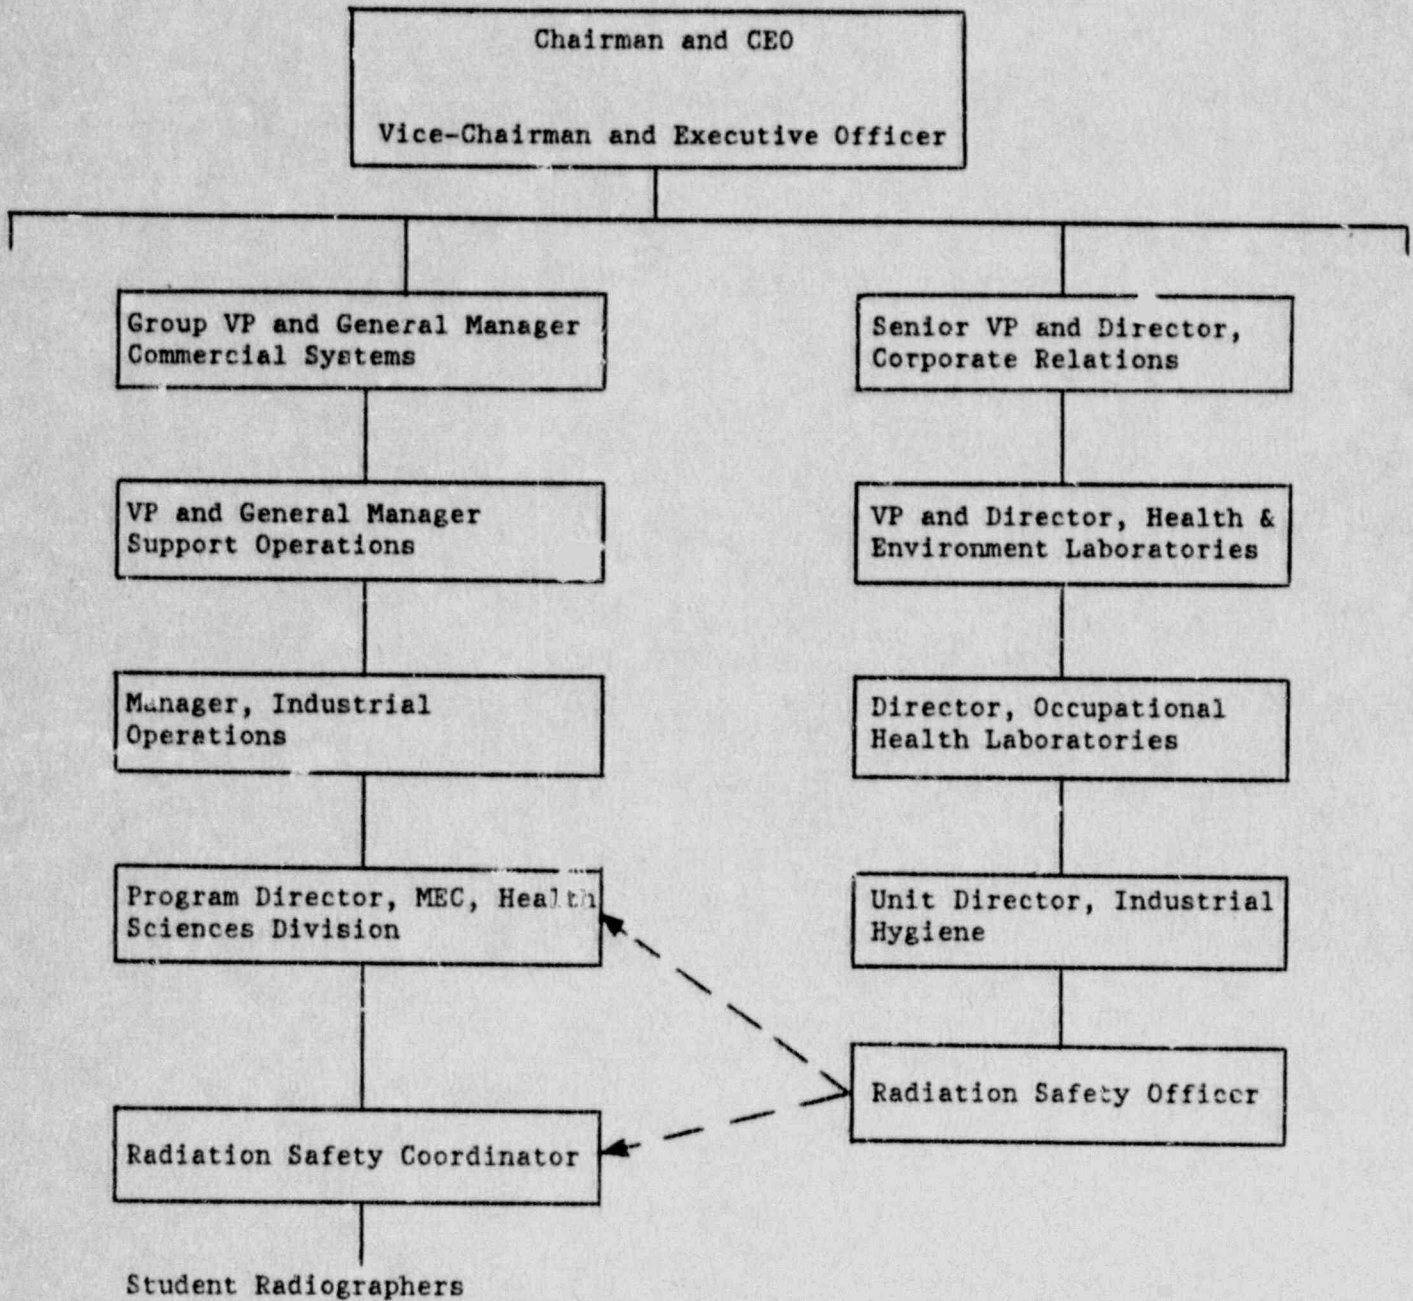 Chairman and CEO
Vice-Chairman and Executive Officer
Group VP and General Manager
Commercial Systems
Senior VP and Director,
Corporate Relations
VP and General Manager
Support Operations
VP and Director, Health &
Environment Laboratories
Manager, Industrial
Operations
Director, Occupational
Health Laboratories
Program Director, MEC, Health
Sciences Division
Unit Director, Industrial
Hygiene
Radiation Safety Officer
Radiation Safety Coordinator
Student Radiographers